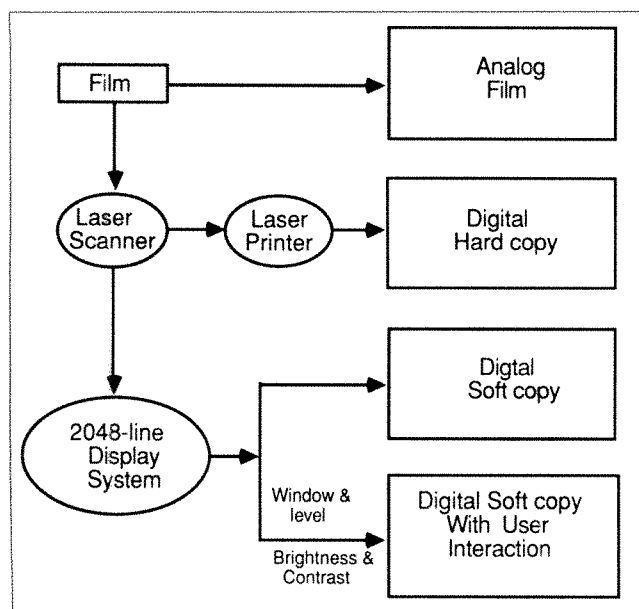 Film
Analog
Film
Laser
Scanner
Laser
Printer
Digital
Hard copy
Digtal
Soft copy
2048-line
Display
System
Window &
level
Brightness &
Contrast
Digital Soft copy
With User
Interaction